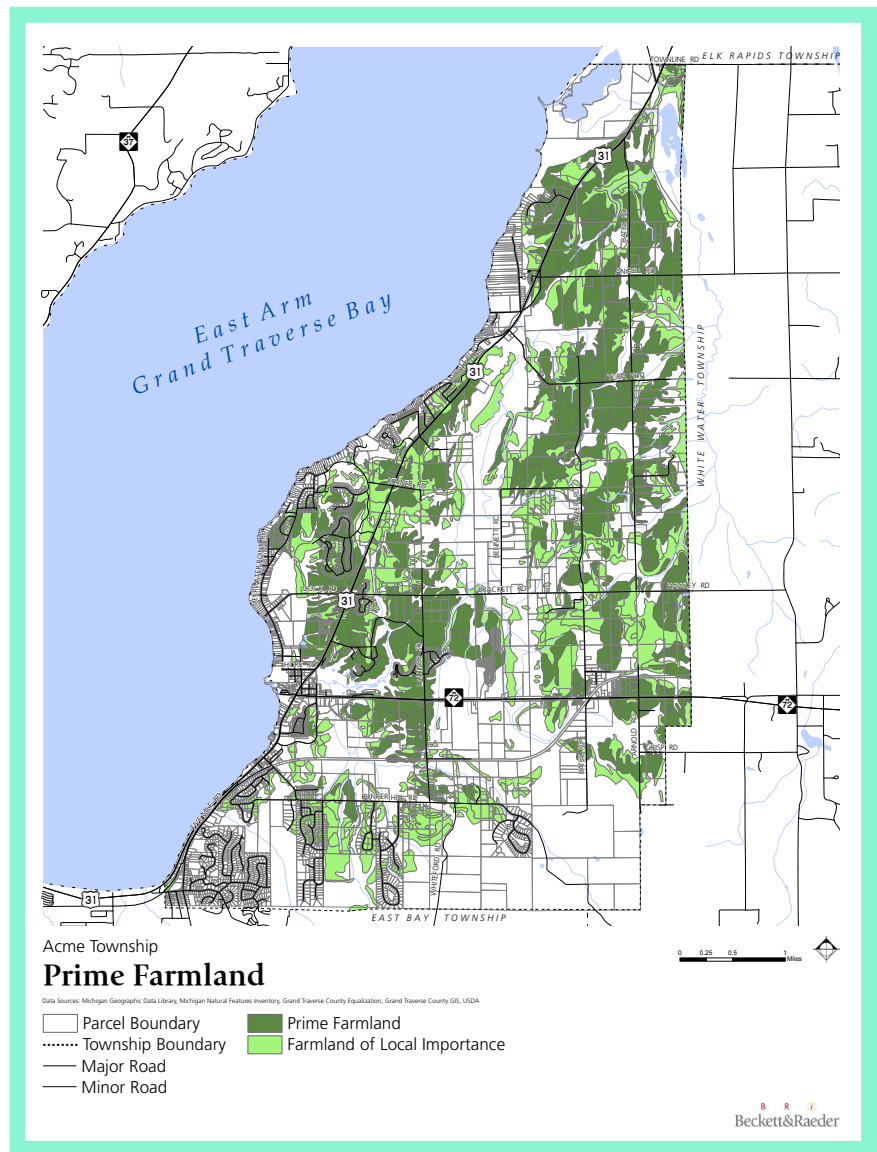 TOWNLINE RD
ELK RAPIDS TOWNSHIP
37
31
East Arm
Grand Traverse Bay
31
WHITE WATER TOWNSHIP
BENNETT RD
BRACKETT RD
31
72
72
ARNOLD RD
CRISP RD
BUNKER HILL RD
WHITEFORD RD
31
EAST BAY TOWNSHIP
Acme Township
Prime Farmland
0 0.25 0.5 1
Miles
Data Sources: Michigan Geographic Data Library, Michigan Natural Features Inventory, Grand Traverse County Equalization, Grand Traverse County GIS, USDA
Parcel Boundary
Prime Farmland
Township Boundary
Farmland of Local Importance
Major Road
Minor Road
B R i
Beckett&Raeder